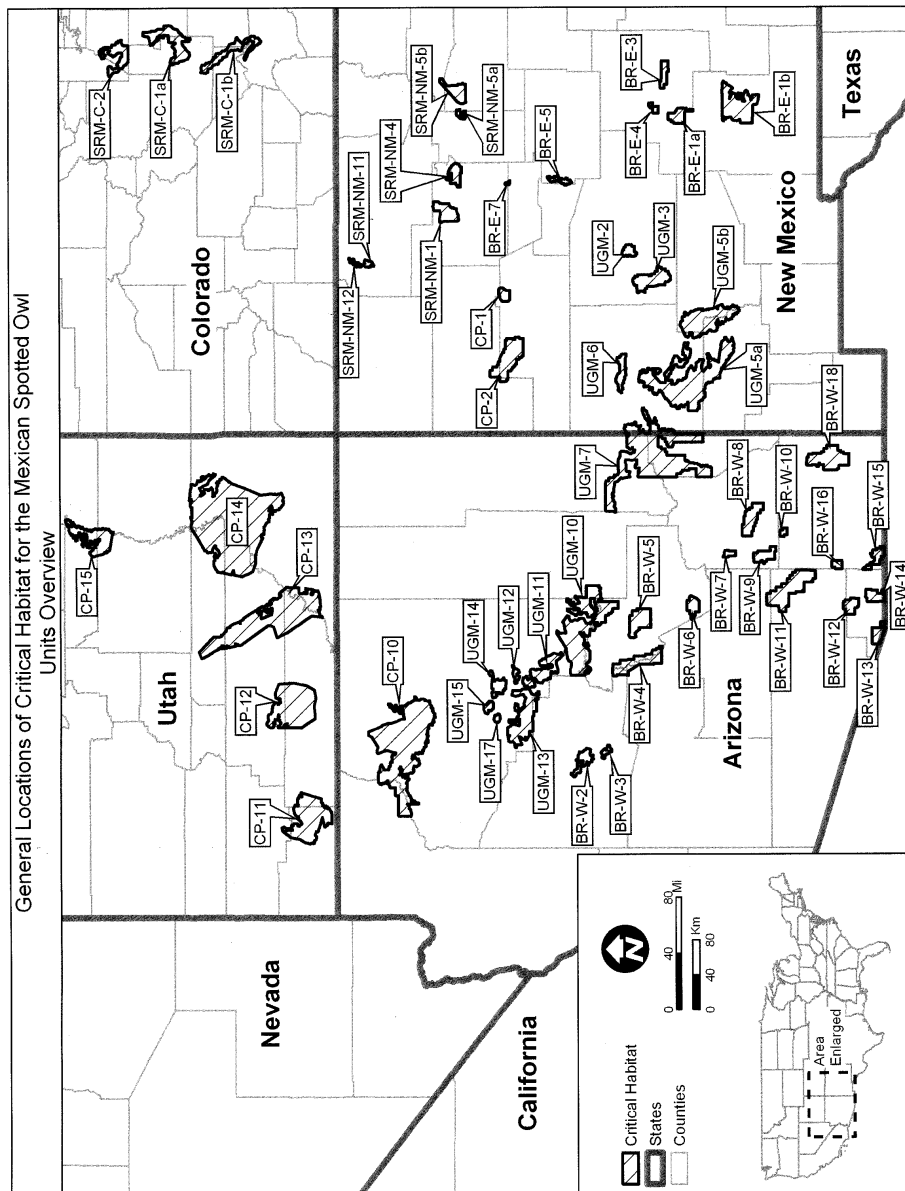 General Locations of Critical Habitat for the Mexican Spotted Owl
Units Overview
Nevada
Utah
Colorado
California
Arizona
New Mexico
Texas
CP-15
CP-14
CP-13
CP-12
CP-11
CP-10
SRM-C-2
SRM-C-1a
SRM-C-1b
SRM-NM-12
SRM-NM-11
SRM-NM-1
SRM-NM-4
SRM-NM-5b
SRM-NM-5a
CP-1
CP-2
BR-E-7
BR-E-5
BR-E-3
BR-E-4
BR-E-1a
BR-E-1b
UGM-2
UGM-3
UGM-5b
UGM-5a
UGM-6
UGM-7
UGM-10
UGM-11
UGM-12
UGM-14
UGM-15
UGM-17
UGM-13
BR-W-2
BR-W-3
BR-W-4
BR-W-5
BR-W-6
BR-W-7
BR-W-8
BR-W-9
BR-W-10
BR-W-11
BR-W-16
BR-W-18
BR-W-12
BR-W-15
BR-W-13
BR-W-14
Critical Habitat
States
Counties
N
0 40 80
Mi
Km
0 40 80
Area
Enlarged